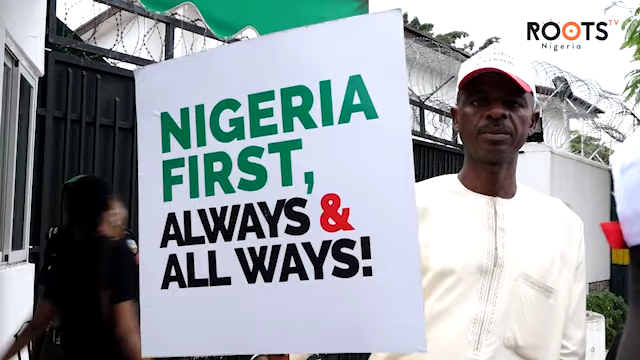 ROOTS TV
Nigeria
NIGERIA
FIRST,
ALWAYS &
ALL WAYS!